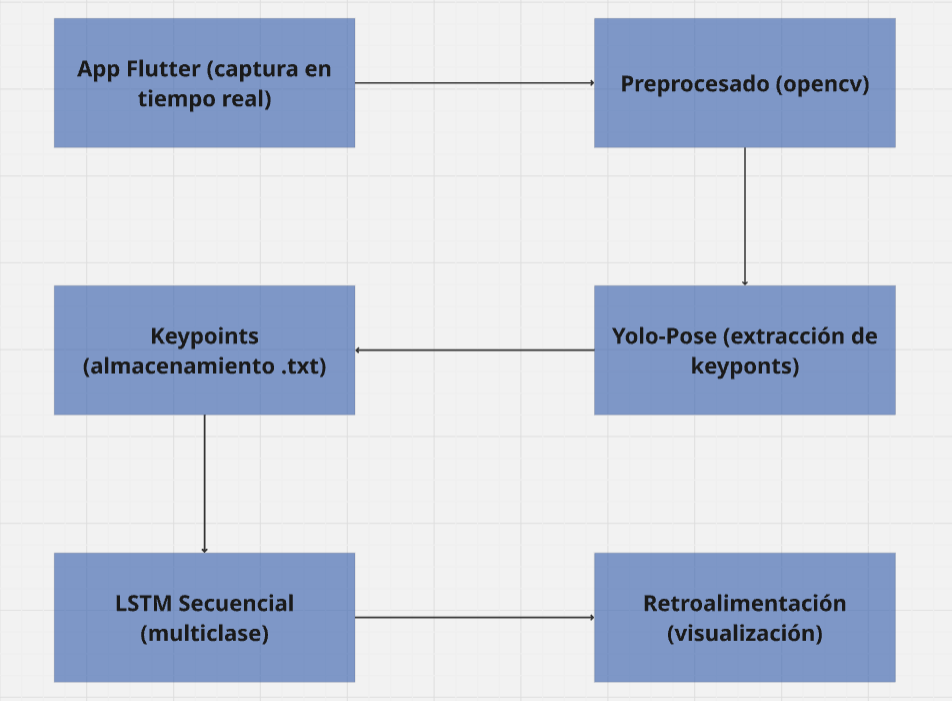 App Flutter (captura en
tiempo real)
Preprocesado (opencv)
Keypoints
(almacenamiento .txt)
Yolo-Pose (extracción de
keyponts)
LSTM Secuencial
(multiclase)
Retroalimentación
(visualización)